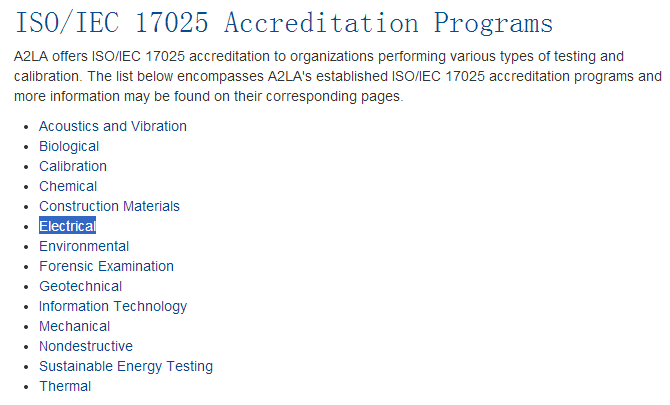 ISO/IEC 17025 Accreditation Programs
A2LA offers ISO/IEC 17025 accreditation to organizations performing various types of testing and
calibration. The list below encompasses A2LA's established ISO/IEC 17025 accreditation programs and
more information may be found on their corresponding pages.
Acoustics and Vibration
Biological
Calibration
Chemical
Construction Materials
Electrical
Environmental
Forensic Examination
Geotechnical
Information Technology
Mechanical
Nondestructive
Sustainable Energy Testing
Thermal